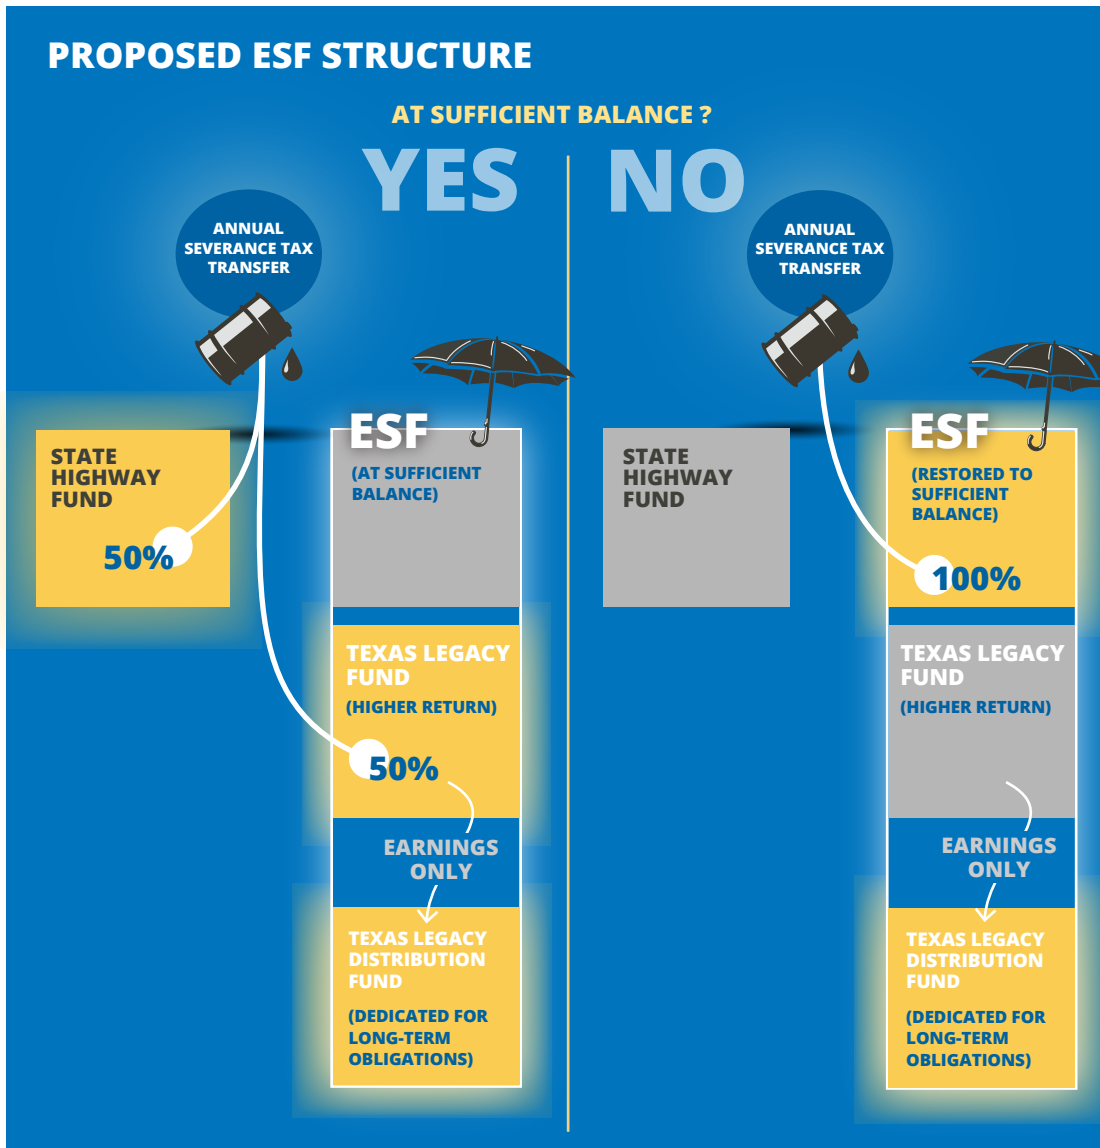 PROPOSED ESF STRUCTURE
AT SUFFICIENT BALANCE ?
YES
ANNUAL
SEVERANCE TAX
TRANSFER
STATE
HIGHWAY
FUND
50%
ESF
(AT SUFFICIENT
BALANCE)
TEXAS LEGACY
FUND
(HIGHER RETURN)
50%
EARNINGS
ONLY
TEXAS LEGACY
DISTRIBUTION
FUND
(DEDICATED FOR
LONG-TERM
OBLIGATIONS)
NO
ANNUAL
SEVERANCE TAX
TRANSFER
STATE
HIGHWAY
FUND
ESF
(RESTORED TO
SUFFICIENT
BALANCE)
100%
TEXAS LEGACY
FUND
(HIGHER RETURN)
EARNINGS
ONLY
TEXAS LEGACY
DISTRIBUTION
FUND
(DEDICATED FOR
LONG-TERM
OBLIGATIONS)